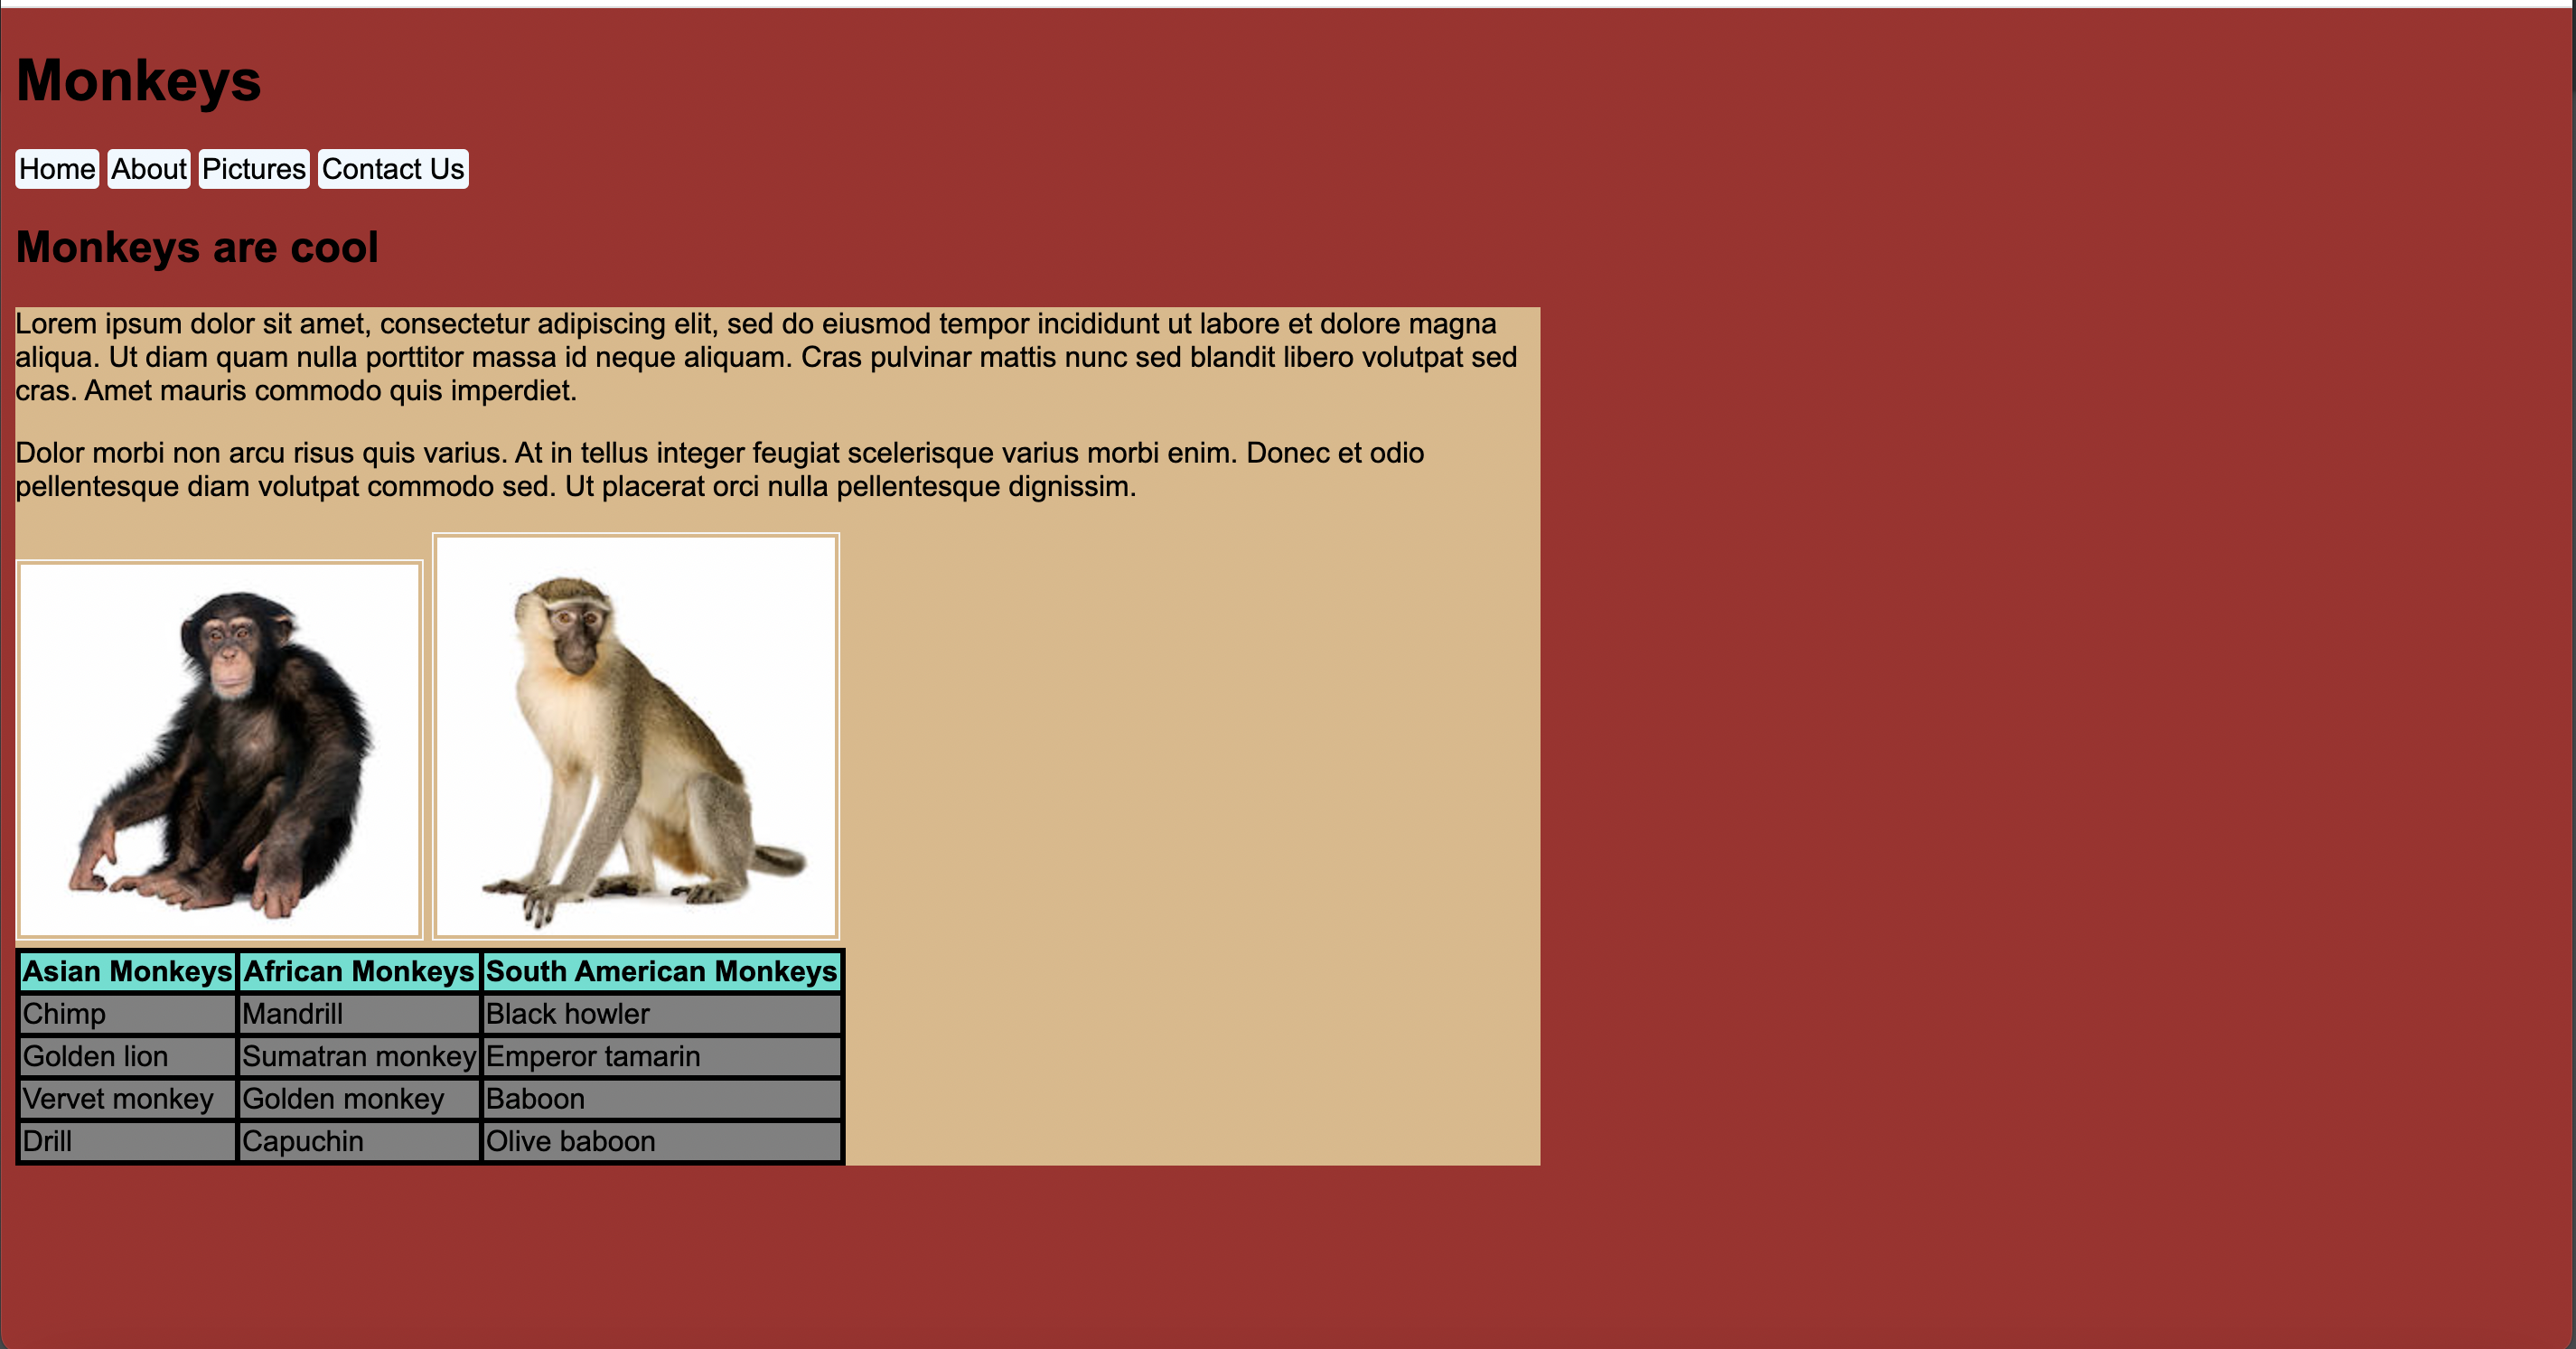 Monkeys
Home About Pictures Contact Us
Monkeys are cool
Lorem ipsum dolor sit amet, consectetur adipiscing elit, sed do eiusmod tempor incididunt ut labore et dolore magna
aliqua. Ut diam quam nulla porttitor massa id neque aliquam. Cras pulvinar mattis nunc sed blandit libero volutpat sed
cras. Amet mauris commodo quis imperdiet.
Dolor morbi non arcu risus quis varius. At in tellus integer feugiat scelerisque varius morbi enim. Donec et odio
pellentesque diam volutpat commodo sed. Ut placerat orci nulla pellentesque dignissim.
Asian Monkeys African Monkeys South American Monkeys
Chimp Mandrill Black howler
Golden lion Sumatran monkey Emperor tamarin
Vervet monkey Golden monkey Baboon
Drill Capuchin Olive baboon